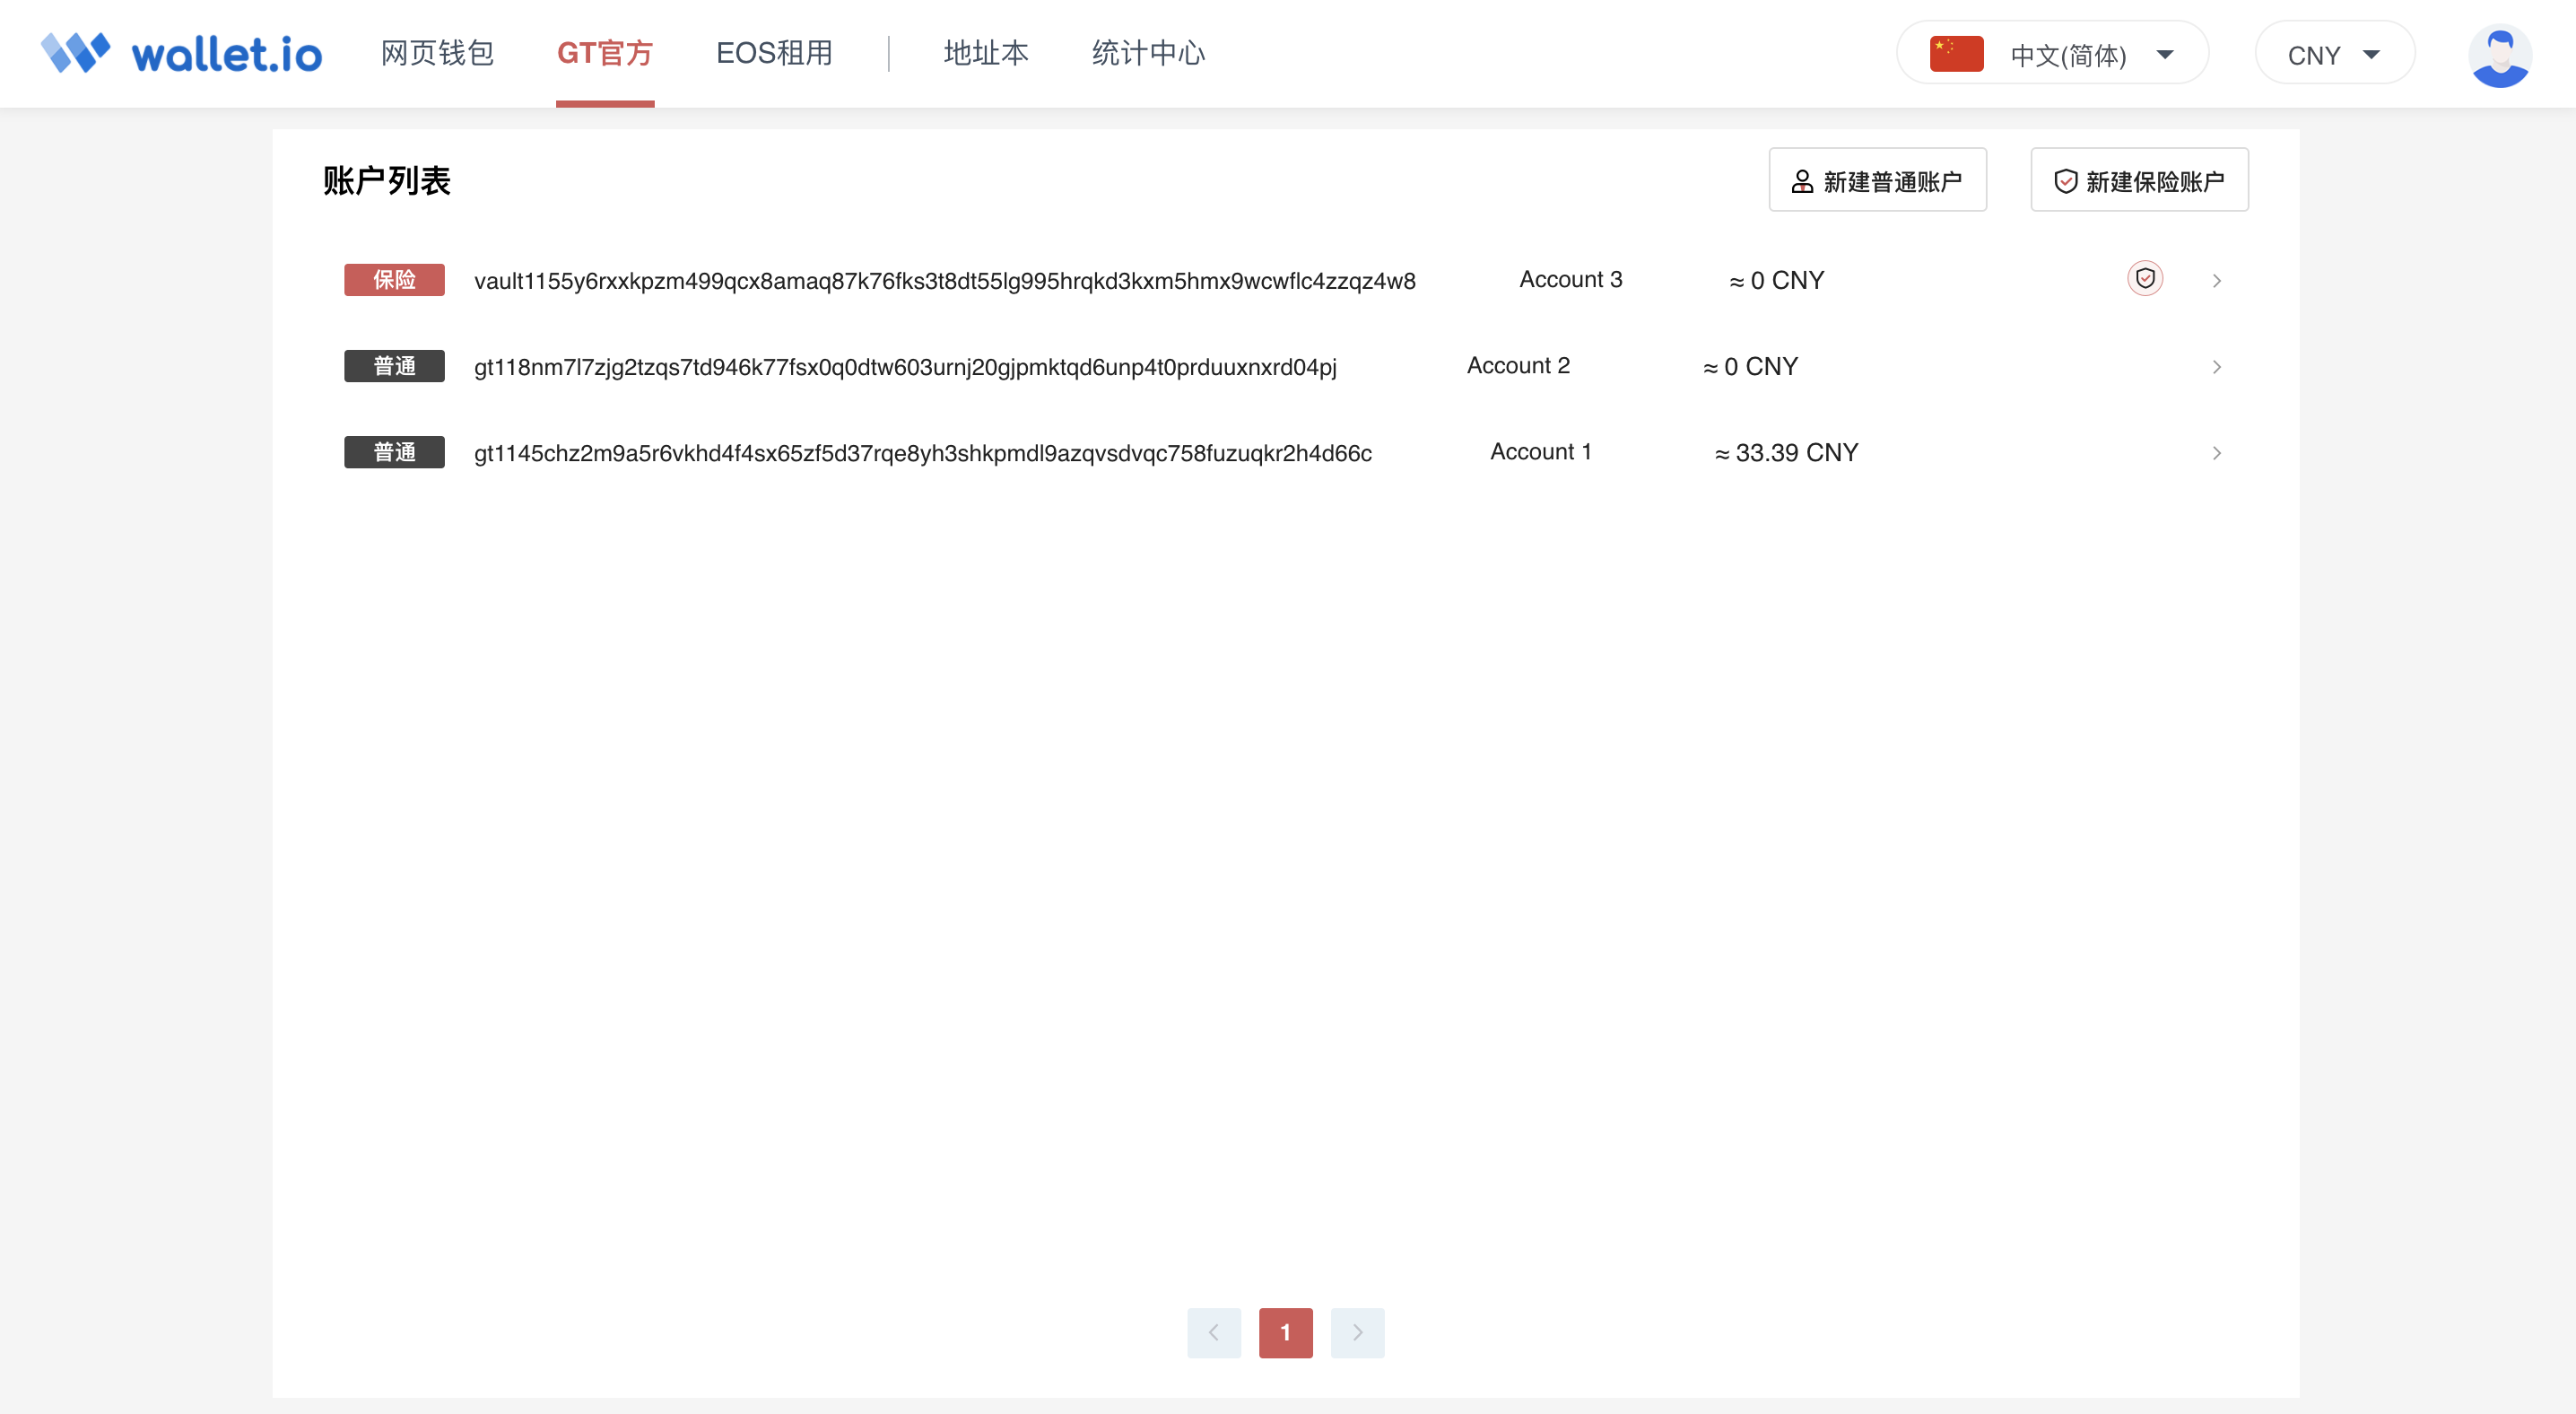 wallet.io 网页钱包 GT官方 EOS租用 地址本 统计中心 中文(简体) CNY
账户列表 新建普通账户 新建保险账户
保险 vault1155y6rxxkpzm499qcx8amaq87k76fks3t8dt55lg995hrqkd3kxm5hmx9wcwflc4zzqz4w8 Account 3 ≈ 0 CNY
普通 gt118nm7l7zjg2tzqs7td946k77fsx0q0dtw603urnj20gjpmktqd6unp4t0prduuxnxrd04pj Account 2 ≈ 0 CNY
普通 gt1145chz2m9a5r6vkhd4f4sx65zf5d37rqe8yh3shkpmdl9azqvsdvqc758fuzuqkr2h4d66c Account 1 ≈ 33.39 CNY
1